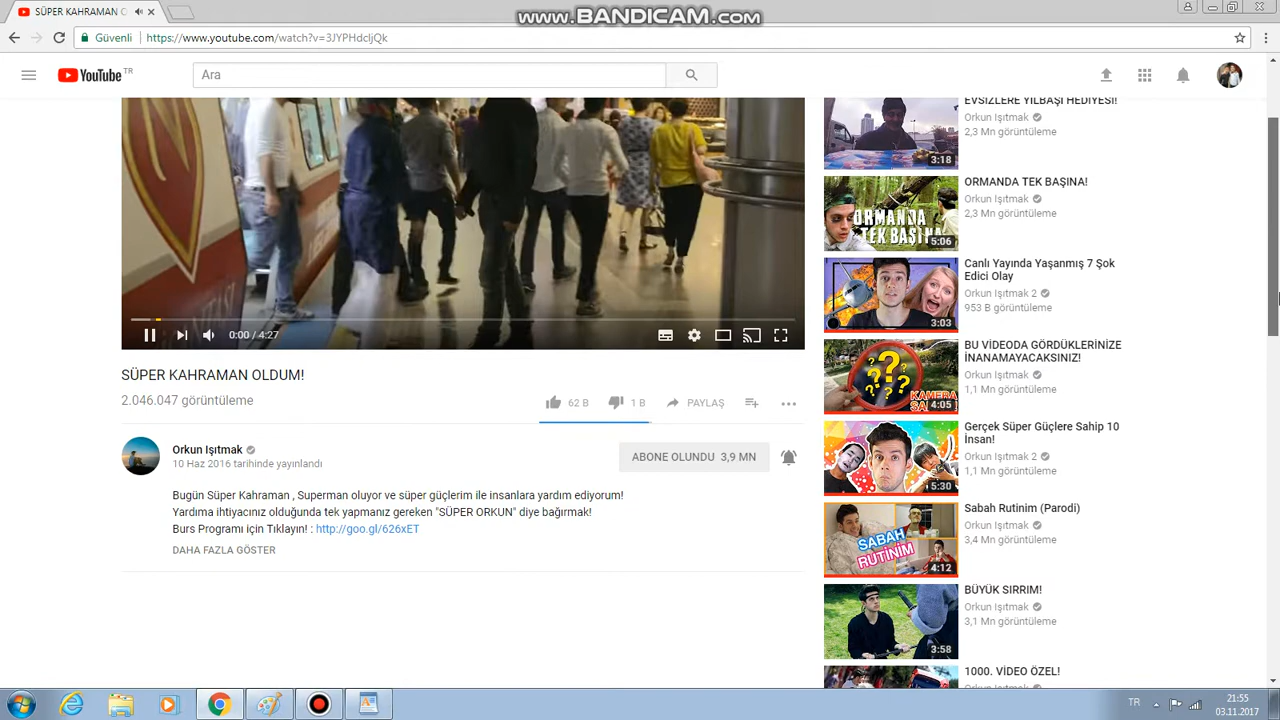 SÜPER KAHRAMAN O
www.BANDICAM.com
Güvenli
https://www.youtube.com/watch?v=3JYPHdcljQk
YouTube TR
Ara
0:00 / 4:27
SÜPER KAHRAMAN OLDUM!
2.046.047 görüntüleme
62 B
1 B
PAYLAŞ
Orkun Işıtmak
10 Haz 2016 tarihinde yayınlandı
ABONE OLUNDU 3,9 MN
Bugün Süper Kahraman , Superman oluyor ve süper güçlerim ile insanlara yardım ediyorum!
Yardıma ihtiyacınız olduğunda tek yapmanız gereken "SÜPER ORKUN" diye bağırmak!
Burs Programı için Tıklayın! : http://goo.gl/626xET
DAHA FAZLA GÖSTER
EVSİZLERE YILBAŞI HEDİYESİ!
Orkun Işıtmak
2,3 Mn görüntüleme
3:18
ORMANDA TEK BAŞINA!
Orkun Işıtmak
2,3 Mn görüntüleme
ORMANDA
TEK BAŞINA
5:06
Canlı Yayında Yaşanmış 7 Şok
Edici Olay
Orkun Işıtmak 2
953 B görüntüleme
3:03
BU VİDEODA GÖRDÜKLERİNİZE
İNANAMAYACAKSINIZ!
Orkun Işıtmak
1,1 Mn görüntüleme
KAMERA
4:05
Gerçek Süper Güçlere Sahip 10
İnsan!
Orkun Işıtmak 2
1,1 Mn görüntüleme
5:30
Sabah Rutinim (Parodi)
Orkun Işıtmak
3,4 Mn görüntüleme
SABAH
RUTİNİM
4:12
BÜYÜK SIRRIM!
Orkun Işıtmak
3,1 Mn görüntüleme
3:58
1000. VİDEO ÖZEL!
TR
21:55
03.11.2017